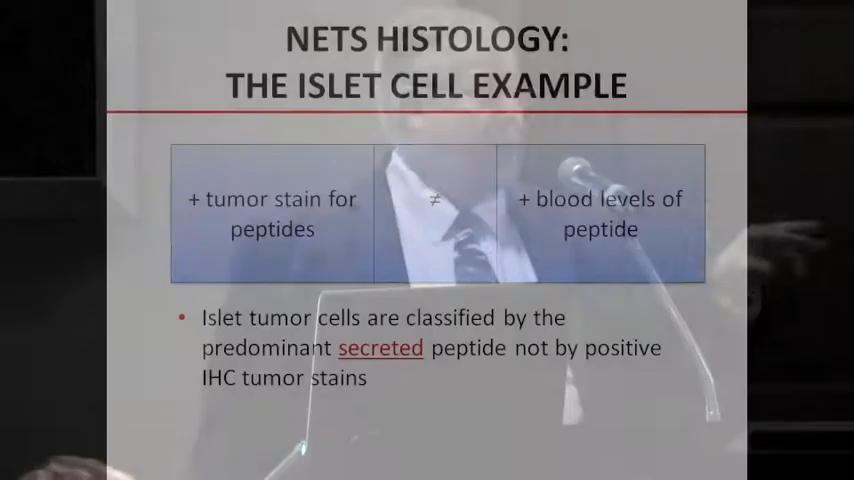 NETS HISTOLOGY:
THE ISLET CELL EXAMPLE
+ tumor stain for
peptides
≠
+ blood levels of
peptide
• Islet tumor cells are classified by the
predominant secreted peptide not by positive
IHC tumor stains